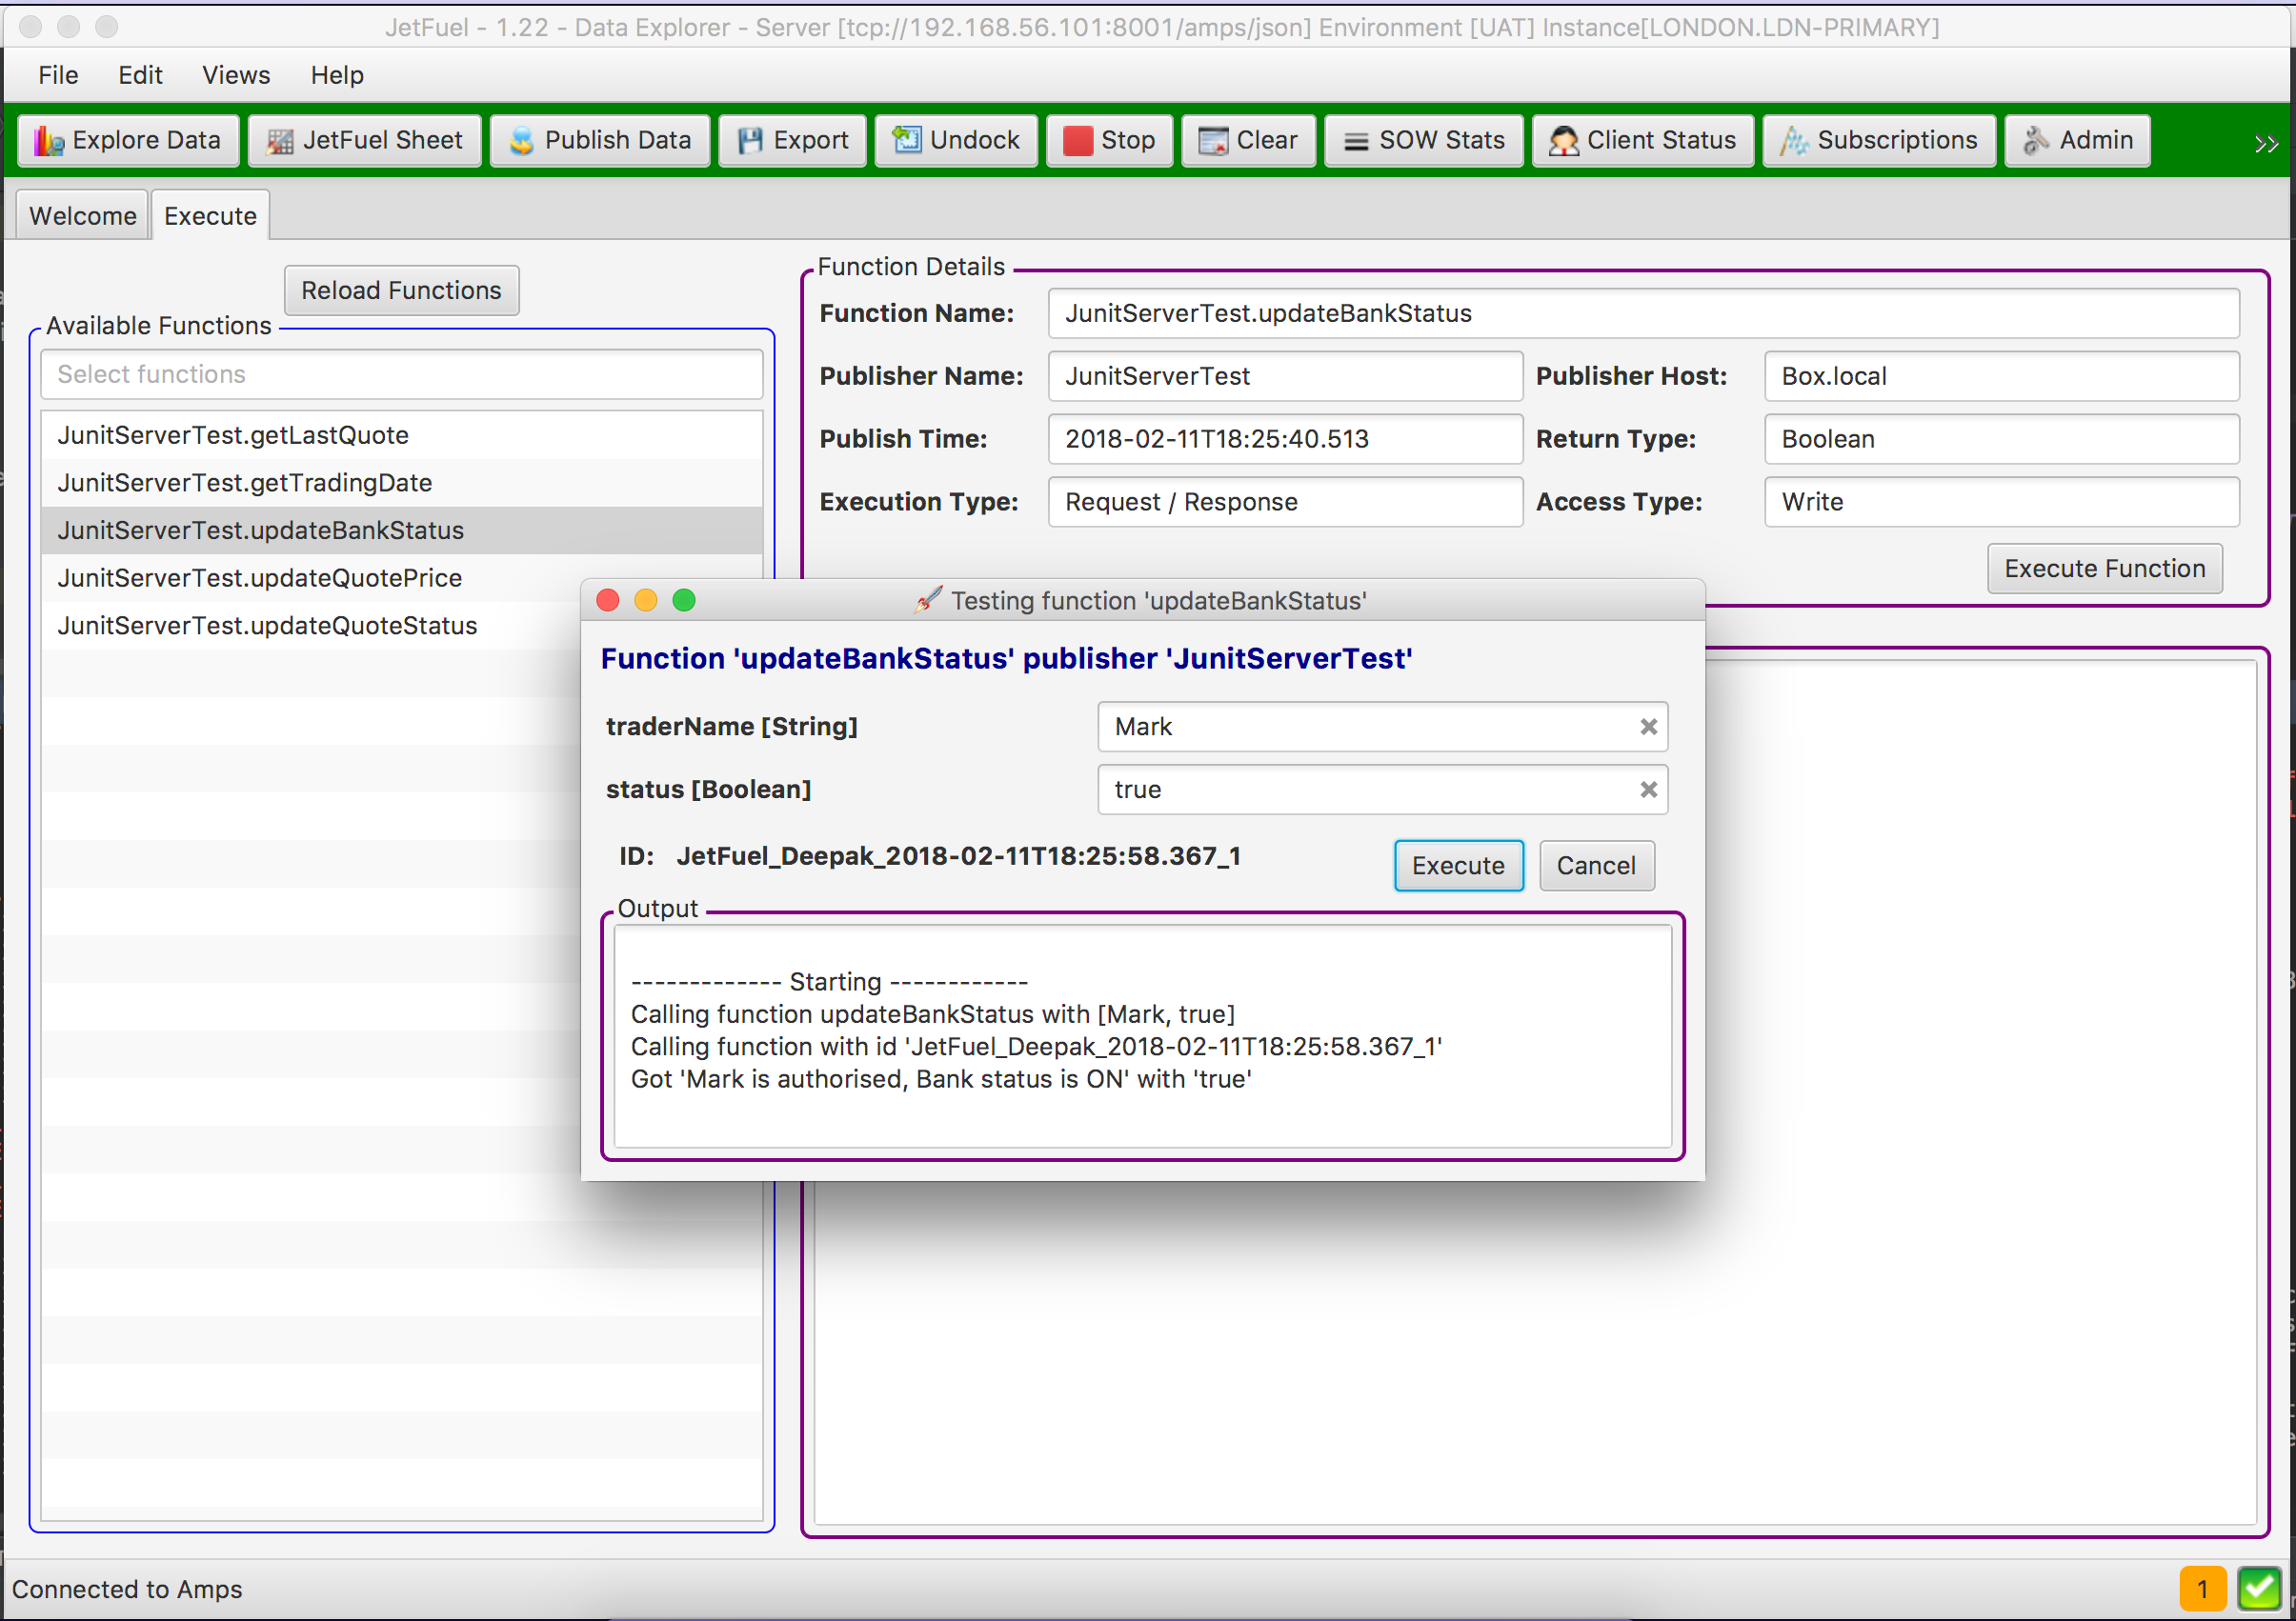 JetFuel - 1.22 - Data Explorer - Server [tcp://192.168.56.101:8001/amps/json] Environment [UAT] Instance[LONDON.LDN-PRIMARY]
File Edit Views Help
Explore Data JetFuel Sheet Publish Data Export Undock Stop Clear SOW Stats Client Status Subscriptions Admin
Welcome Execute
Reload Functions
Available Functions
Select functions
JunitServerTest.getLastQuote
JunitServerTest.getTradingDate
JunitServerTest.updateBankStatus
JunitServerTest.updateQuotePrice
JunitServerTest.updateQuoteStatus
Function Details
Function Name: JunitServerTest.updateBankStatus
Publisher Name: JunitServerTest Publisher Host: Box.local
Publish Time: 2018-02-11T18:25:40.513 Return Type: Boolean
Execution Type: Request / Response Access Type: Write
Execute Function
Testing function 'updateBankStatus'
Function 'updateBankStatus' publisher 'JunitServerTest'
traderName [String] Mark
status [Boolean] true
ID: JetFuel_Deepak_2018-02-11T18:25:58.367_1 Execute Cancel
Output
------------- Starting ------------
Calling function updateBankStatus with [Mark, true]
Calling function with id 'JetFuel_Deepak_2018-02-11T18:25:58.367_1'
Got 'Mark is authorised, Bank status is ON' with 'true'
Connected to Amps 1